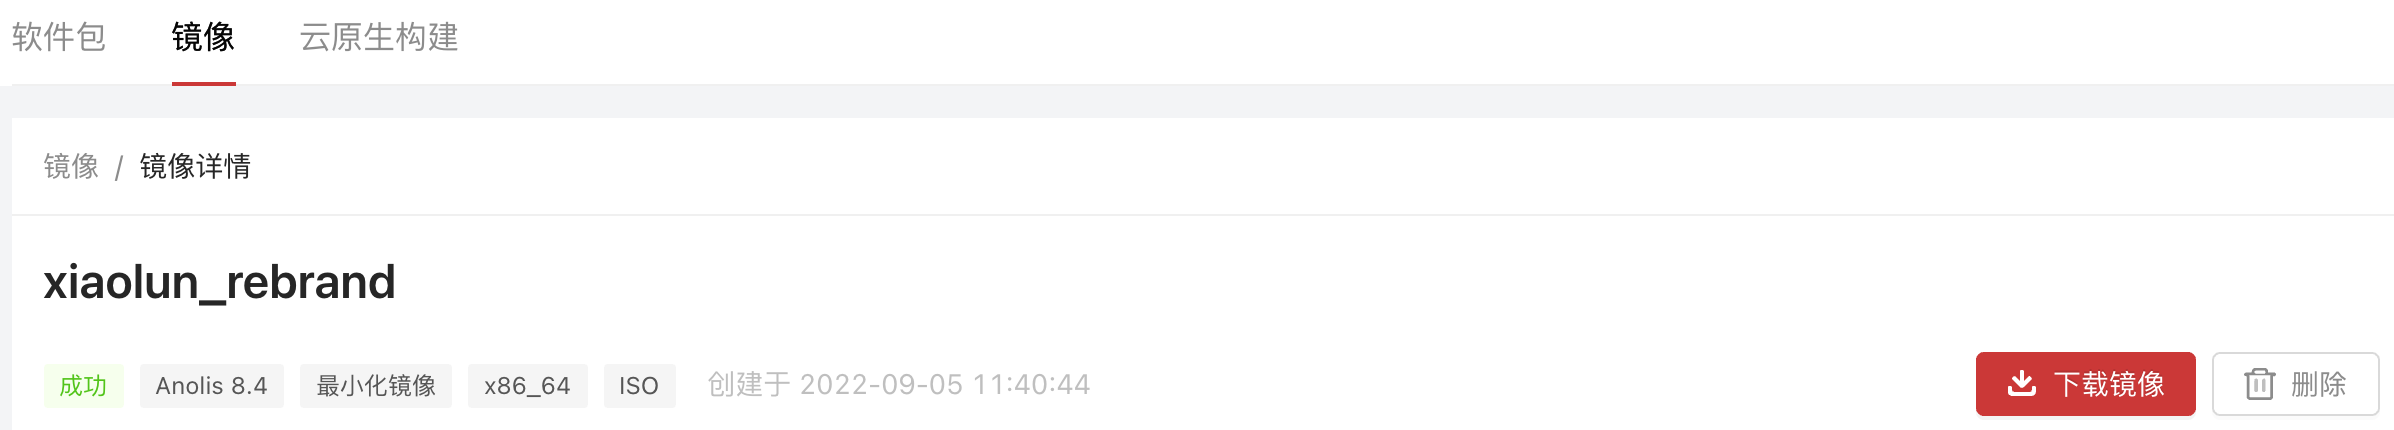 软件包 镜像 云原生构建
镜像 / 镜像详情
xiaolun_rebrand
成功 Anolis 8.4 最小化镜像 x86_64 ISO 创建于 2022-09-05 11:40:44 下载镜像 删除